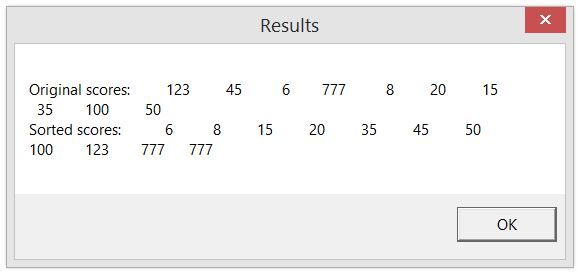 Results
Original scores: 123 45 6 777 8 20 15
35 100 50
Sorted scores: 6 8 15 20 35 45 50
100 123 777 777
OK